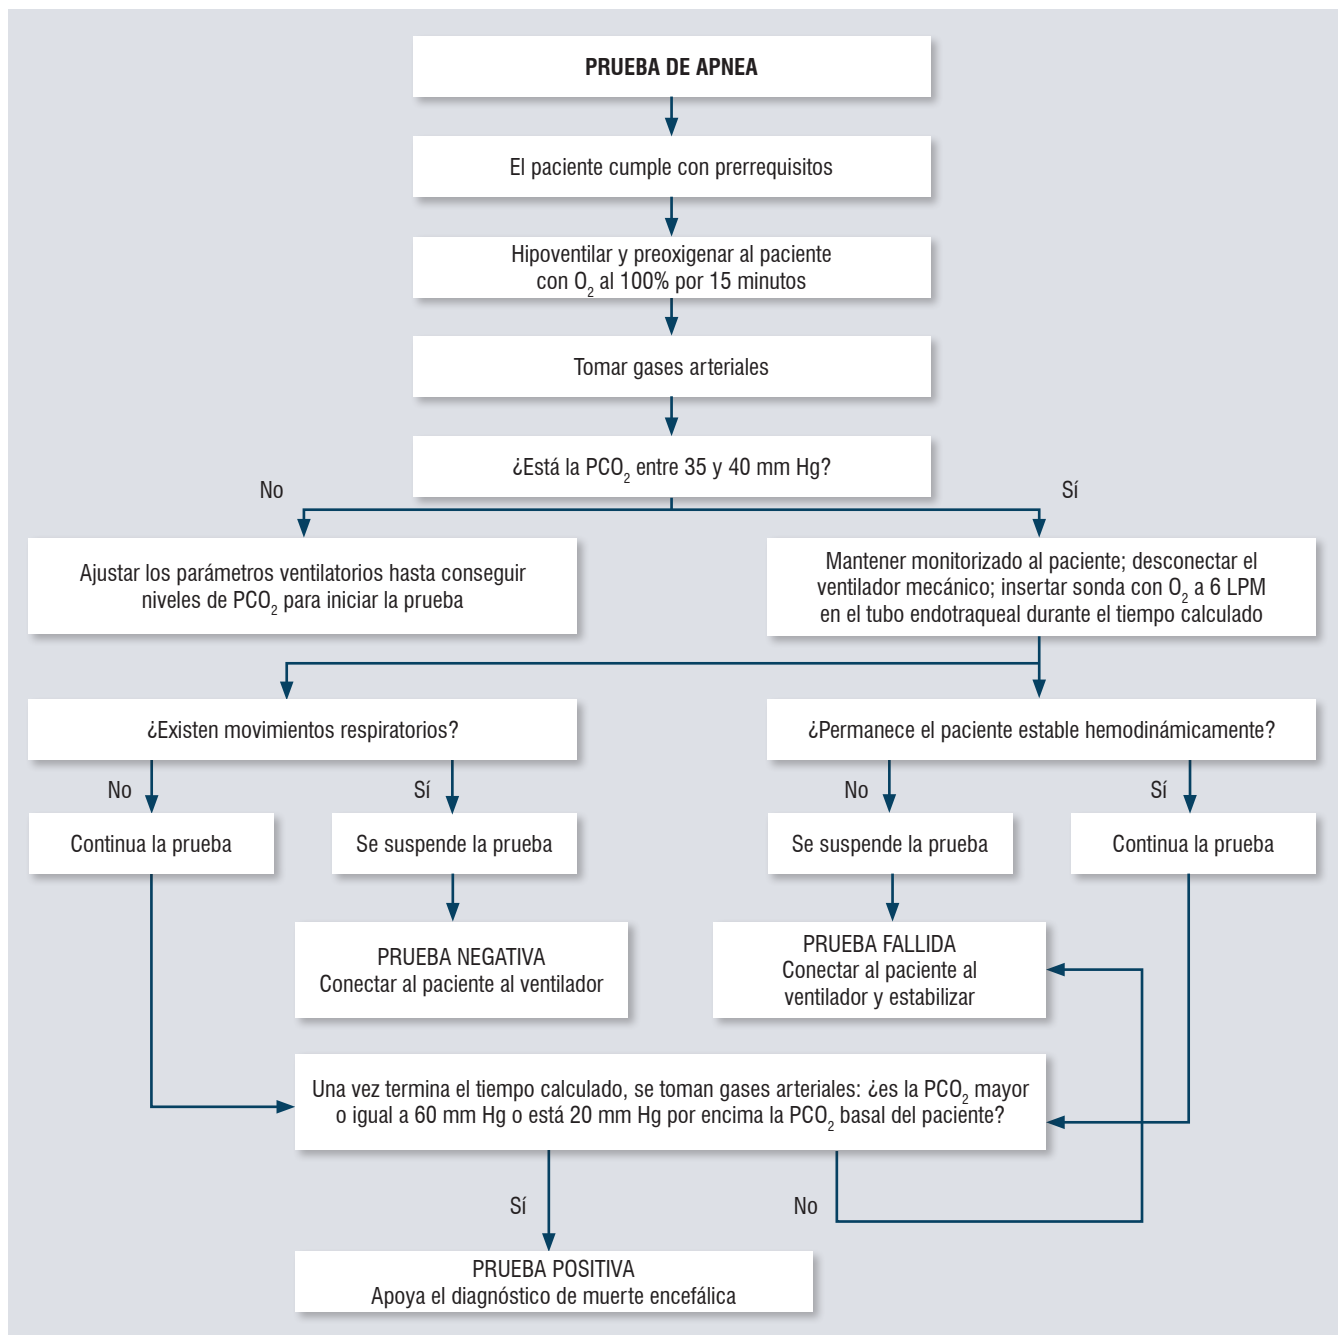 PRUEBA DE APNEA
El paciente cumple con prerrequisitos
Hipoventilar y preoxigenar al paciente
con O₂ al 100% por 15 minutos
Tomar gases arteriales
¿Está la PCO₂ entre 35 y 40 mm Hg?
No
Sí
Ajustar los parámetros ventilatorios hasta conseguir
niveles de PCO₂ para iniciar la prueba
Mantener monitorizado al paciente; desconectar el
ventilador mecánico; insertar sonda con O₂ a 6 LPM
en el tubo endotraqueal durante el tiempo calculado
¿Existen movimientos respiratorios?
¿Permanece el paciente estable hemodinámicamente?
No
Sí
No
Sí
Continua la prueba
Se suspende la prueba
Se suspende la prueba
Continua la prueba
PRUEBA NEGATIVA
Conectar al paciente al ventilador
PRUEBA FALLIDA
Conectar al paciente al
ventilador y estabilizar
Una vez termina el tiempo calculado, se toman gases arteriales: ¿es la PCO₂ mayor
o igual a 60 mm Hg o está 20 mm Hg por encima la PCO₂ basal del paciente?
Sí
No
PRUEBA POSITIVA
Apoya el diagnóstico de muerte encefálica